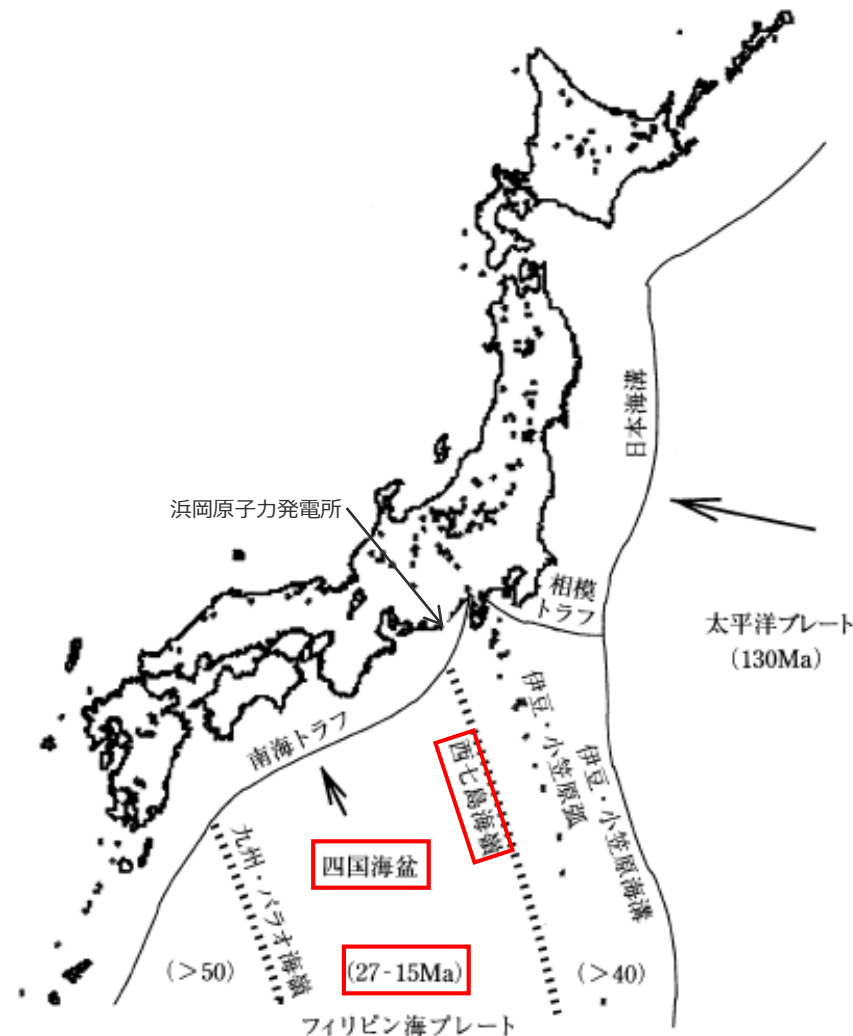 日本海溝
浜岡原子力発電所
相模
トラフ
太平洋プレート
(130Ma)
南海トラフ
西七島海嶺
伊豆・小笠原弧
伊豆・小笠原海溝
四国海盆
九州・パラオ海嶺
(>50)
(27-15Ma)
(>40)
フィリピン海プレート